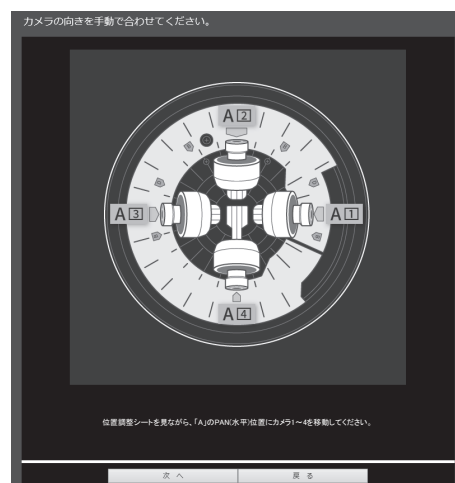 カメラの向きを手動で合わせてください。
A2
A3
A1
A4
位置調整シートを見ながら、「A」のPAN(水平)位置にカメラ1～4を移動してください。
次 へ
戻 る